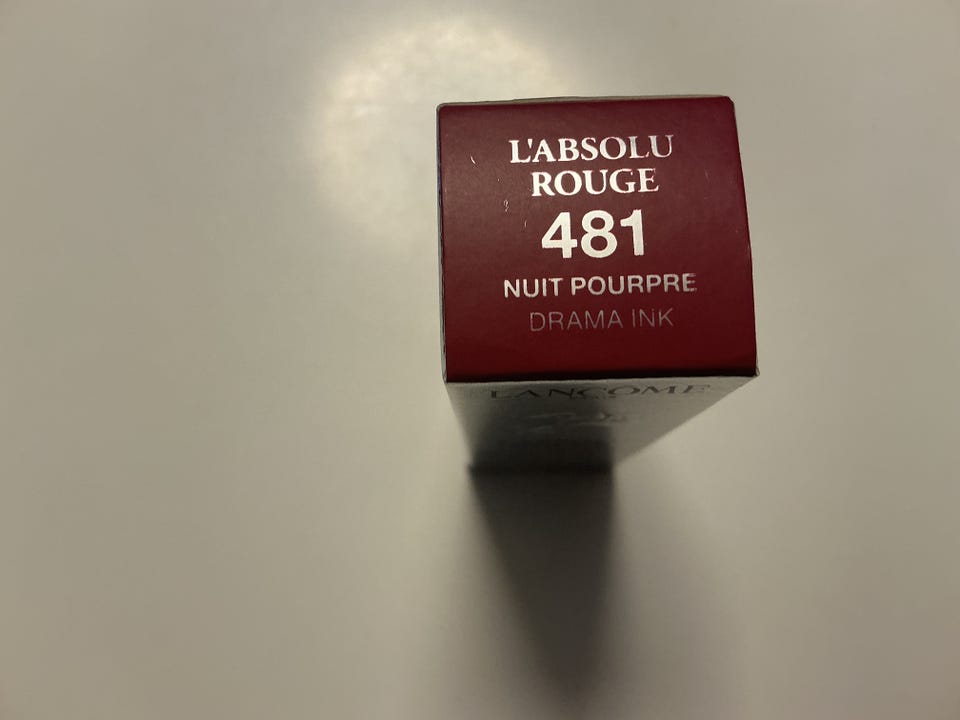 L'ABSOLU
ROUGE
481
NUIT POURPRE
DRAMA INK
LANCOME